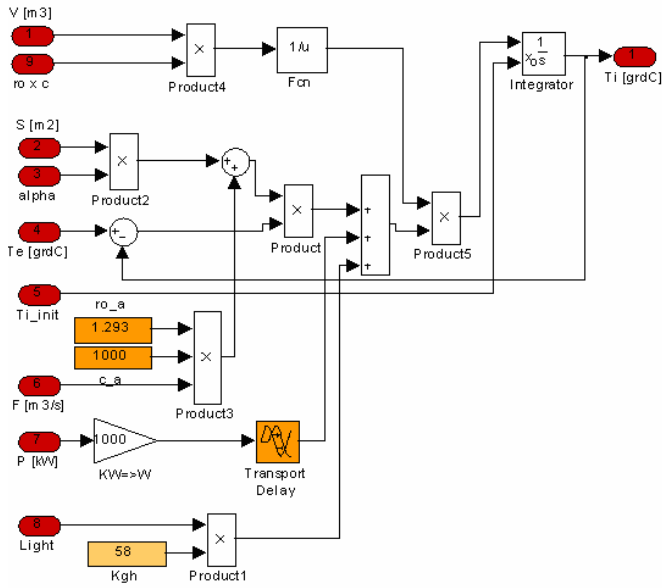 V [m3]
1
9
ro x c
×
Product4
1/u
Fcn
1
s
xo
Integrator
1
Ti [grdC]
S [m2]
2
3
alpha
×
Product2
+
+
4
Te [grdC]
+
−
×
Product
+
+
+
×
Product5
5
Ti_init
ro_a
1.293
1000
c_a
×
Product3
6
F [m3/s]
7
P [kW]
1000
KW=>W
Transport
Delay
8
Light
58
Kgh
×
Product1